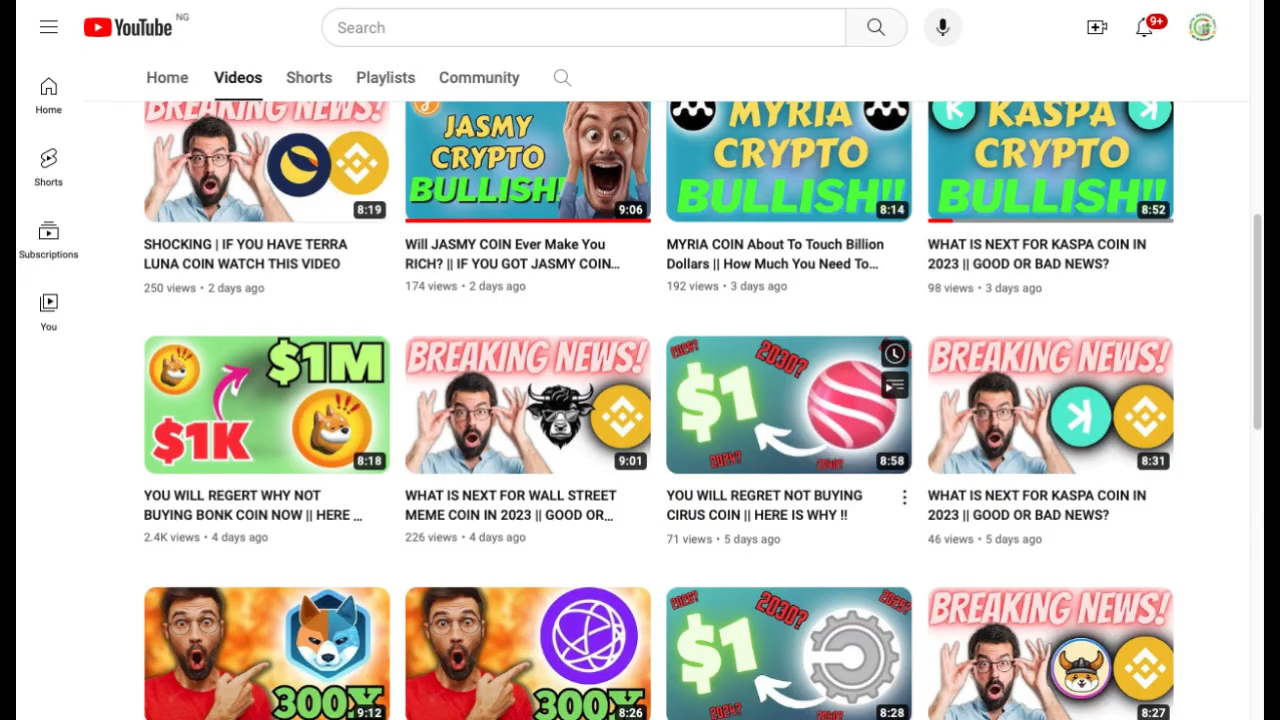 YouTube NG
Search
9+
Home
Videos
Shorts
Playlists
Community
Home
Shorts
Subscriptions
You
BREAKING NEWS!
8:19
SHOCKING | IF YOU HAVE TERRA
LUNA COIN WATCH THIS VIDEO
250 views • 2 days ago
JASMY
CRYPTO
BULLISH!
9:06
Will JASMY COIN Ever Make You
RICH? || IF YOU GOT JASMY COIN...
174 views • 2 days ago
MYRIA
CRYPTO
BULLISH!!
8:14
MYRIA COIN About To Touch Billion
Dollars || How Much You Need To...
192 views • 3 days ago
KASPA
CRYPTO
BULLISH!!
8:52
WHAT IS NEXT FOR KASPA COIN IN
2023 || GOOD OR BAD NEWS?
98 views • 3 days ago
$1M
$1K
8:18
YOU WILL REGERT WHY NOT
BUYING BONK COIN NOW || HERE ...
2.4K views • 4 days ago
BREAKING NEWS!
9:01
WHAT IS NEXT FOR WALL STREET
MEME COIN IN 2023 || GOOD OR...
226 views • 4 days ago
2025?
2030?
$1
2024?
2040?
8:58
YOU WILL REGRET NOT BUYING
CIRUS COIN || HERE IS WHY !!
71 views • 5 days ago
BREAKING NEWS!
8:31
WHAT IS NEXT FOR KASPA COIN IN
2023 || GOOD OR BAD NEWS?
46 views • 5 days ago
300X
9:12
300X
8:26
2025?
2030?
$1
2024?
2040?
8:28
BREAKING NEWS!
8:27